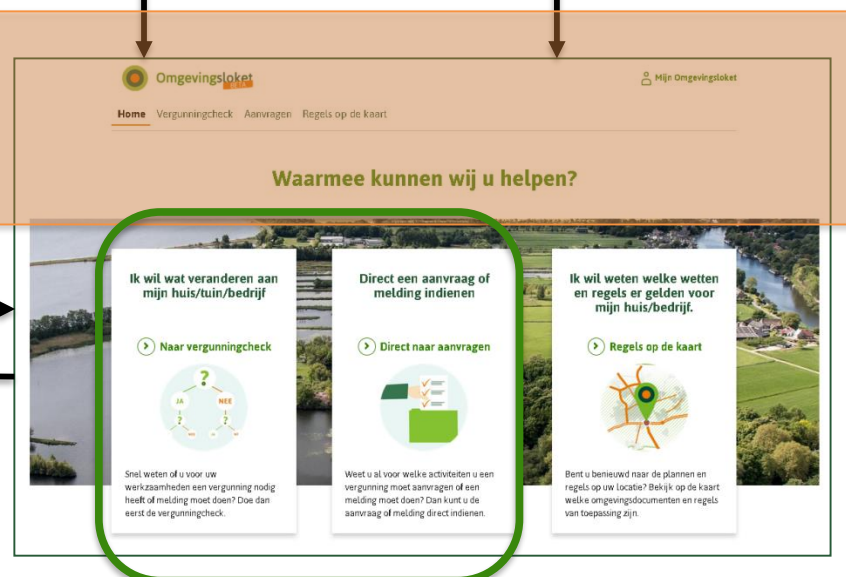 Omgevingsloket
BETA
Mijn Omgevingsloket
Home Vergunningcheck Aanvragen Regels op de kaart
Waarmee kunnen wij u helpen?
Ik wil wat veranderen aan
mijn huis/tuin/bedrijf
Naar vergunningcheck
?
JA NEE
? ?
Snel weten of u voor uw
werkzaamheden een vergunning nodig
heeft of melding moet doen? Doe dan
eerst de vergunningcheck.
Direct een aanvraag of
melding indienen
Direct naar aanvragen
Weet u al voor welke activiteiten u een
vergunning moet aanvragen of een
melding moet doen? Dan kunt u de
aanvraag of melding direct indienen.
Ik wil weten welke wetten
en regels er gelden voor
mijn huis/bedrijf.
Regels op de kaart
Bent u benieuwd naar de plannen en
regels op uw locatie? Bekijk op de kaart
welke omgevingsdocumenten en regels
van toepassing zijn.